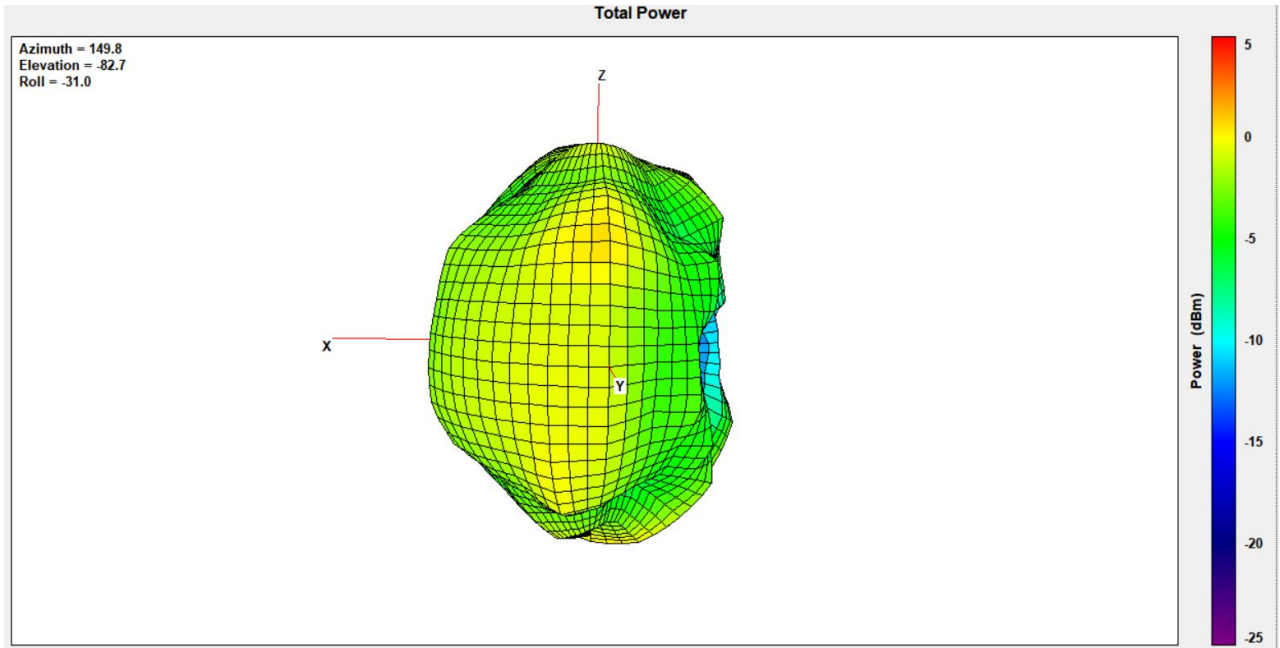 Total Power
Azimuth = 149.8
Elevation = -82.7
Roll = -31.0
Z
X
Y
5
0
-5
-10
-15
-20
-25
Power (dBm)